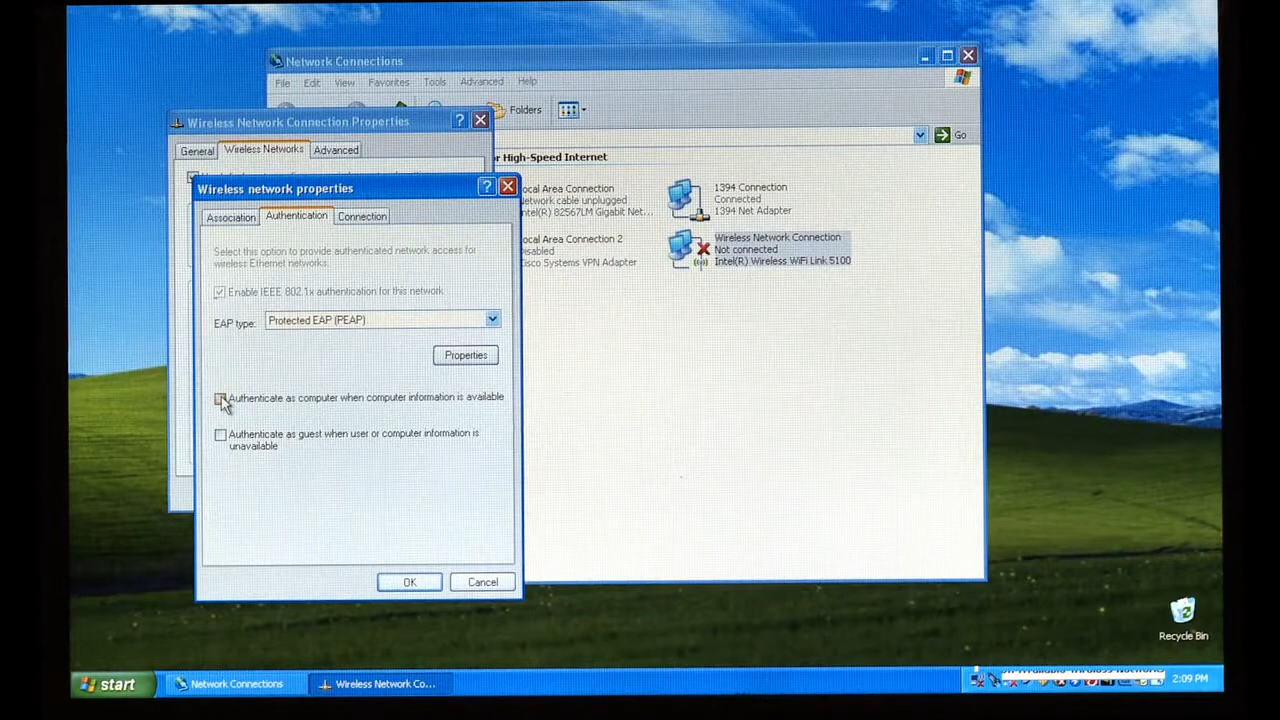 Network Connections
File Edit View Favorites Tools Advanced Help
Folders
Go
Wireless Network Connection Properties
General Wireless Networks Advanced
or High-Speed Internet
ocal Area Connection
etwork cable unplugged
ntel(R) 82567LM Gigabit Net...
1394 Connection
Connected
1394 Net Adapter
ocal Area Connection 2
isabled
isco Systems VPN Adapter
Wireless Network Connection
Not connected
Intel(R) Wireless WiFi Link 5100
Wireless network properties
Association Authentication Connection
Select this option to provide authenticated network access for
wireless Ethernet networks.
Enable IEEE 802.1x authentication for this network
EAP type: Protected EAP (PEAP)
Properties
Authenticate as computer when computer information is available
Authenticate as guest when user or computer information is
unavailable
OK Cancel
Recycle Bin
start Network Connections Wireless Network Co... 2:09 PM